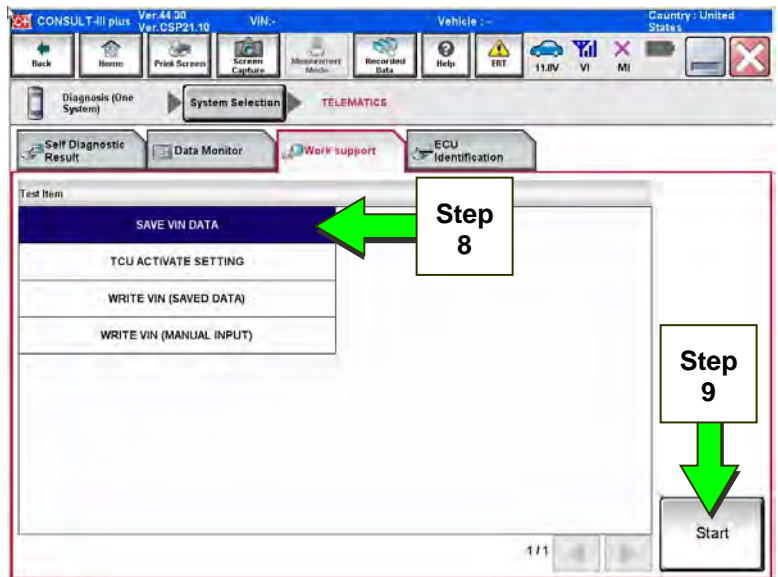 CONSULT-III plus Ver.44.30 VIN:- Vehicle : - Country : United
Ver.CSP21.10 States
Back Home Print Screen Screen Capture Measurement Mode Recorded Data Help ERT 11.8V VI MI
Diagnosis (One System) System Selection TELEMATICS
Self Diagnostic Result Data Monitor Work support ECU Identification
Test Item
SAVE VIN DATA
Step
8
TCU ACTIVATE SETTING
WRITE VIN (SAVED DATA)
WRITE VIN (MANUAL INPUT)
Step
9
Start
1/1